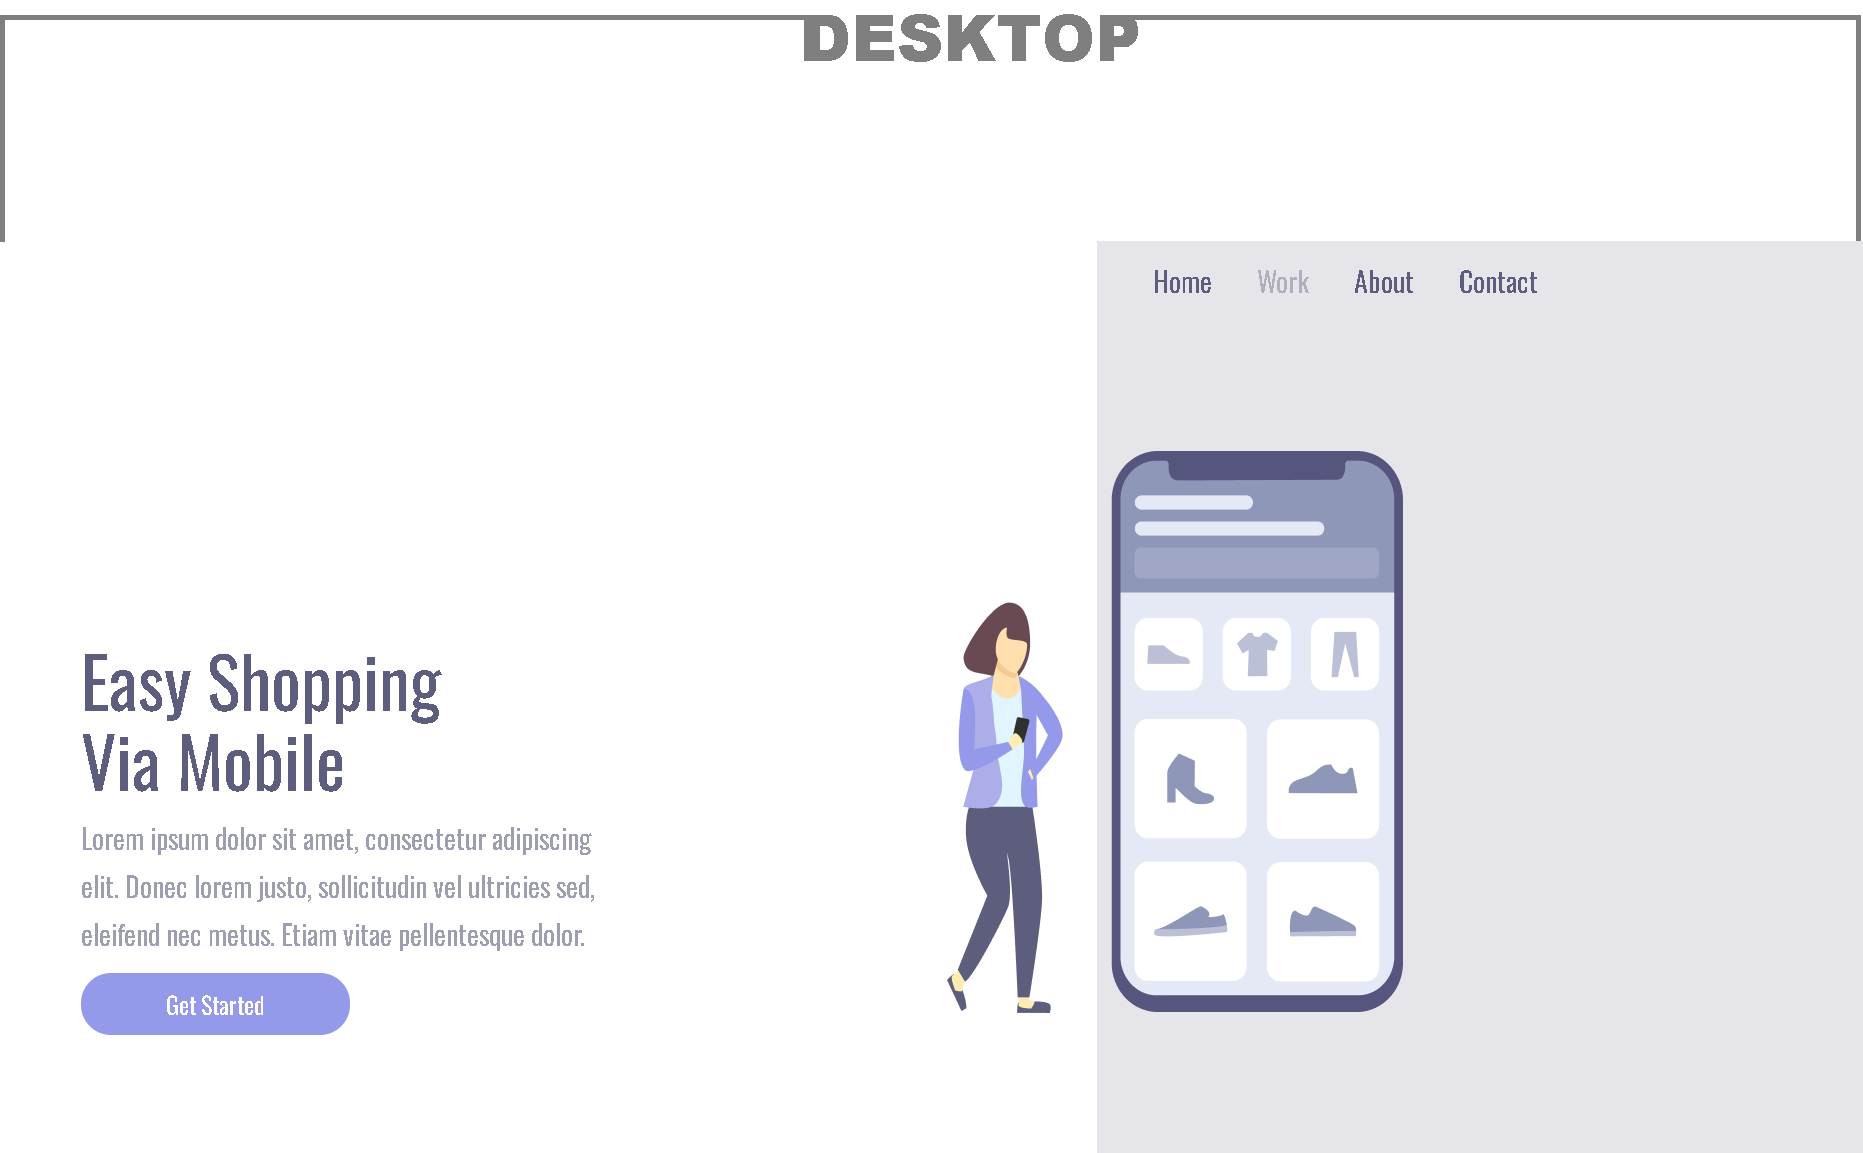 DESKTOP
Home Work About Contact
Easy Shopping
Via Mobile
Lorem ipsum dolor sit amet, consectetur adipiscing
elit. Donec lorem justo, sollicitudin vel ultricies sed,
eleifend nec metus. Etiam vitae pellentesque dolor.
Get Started